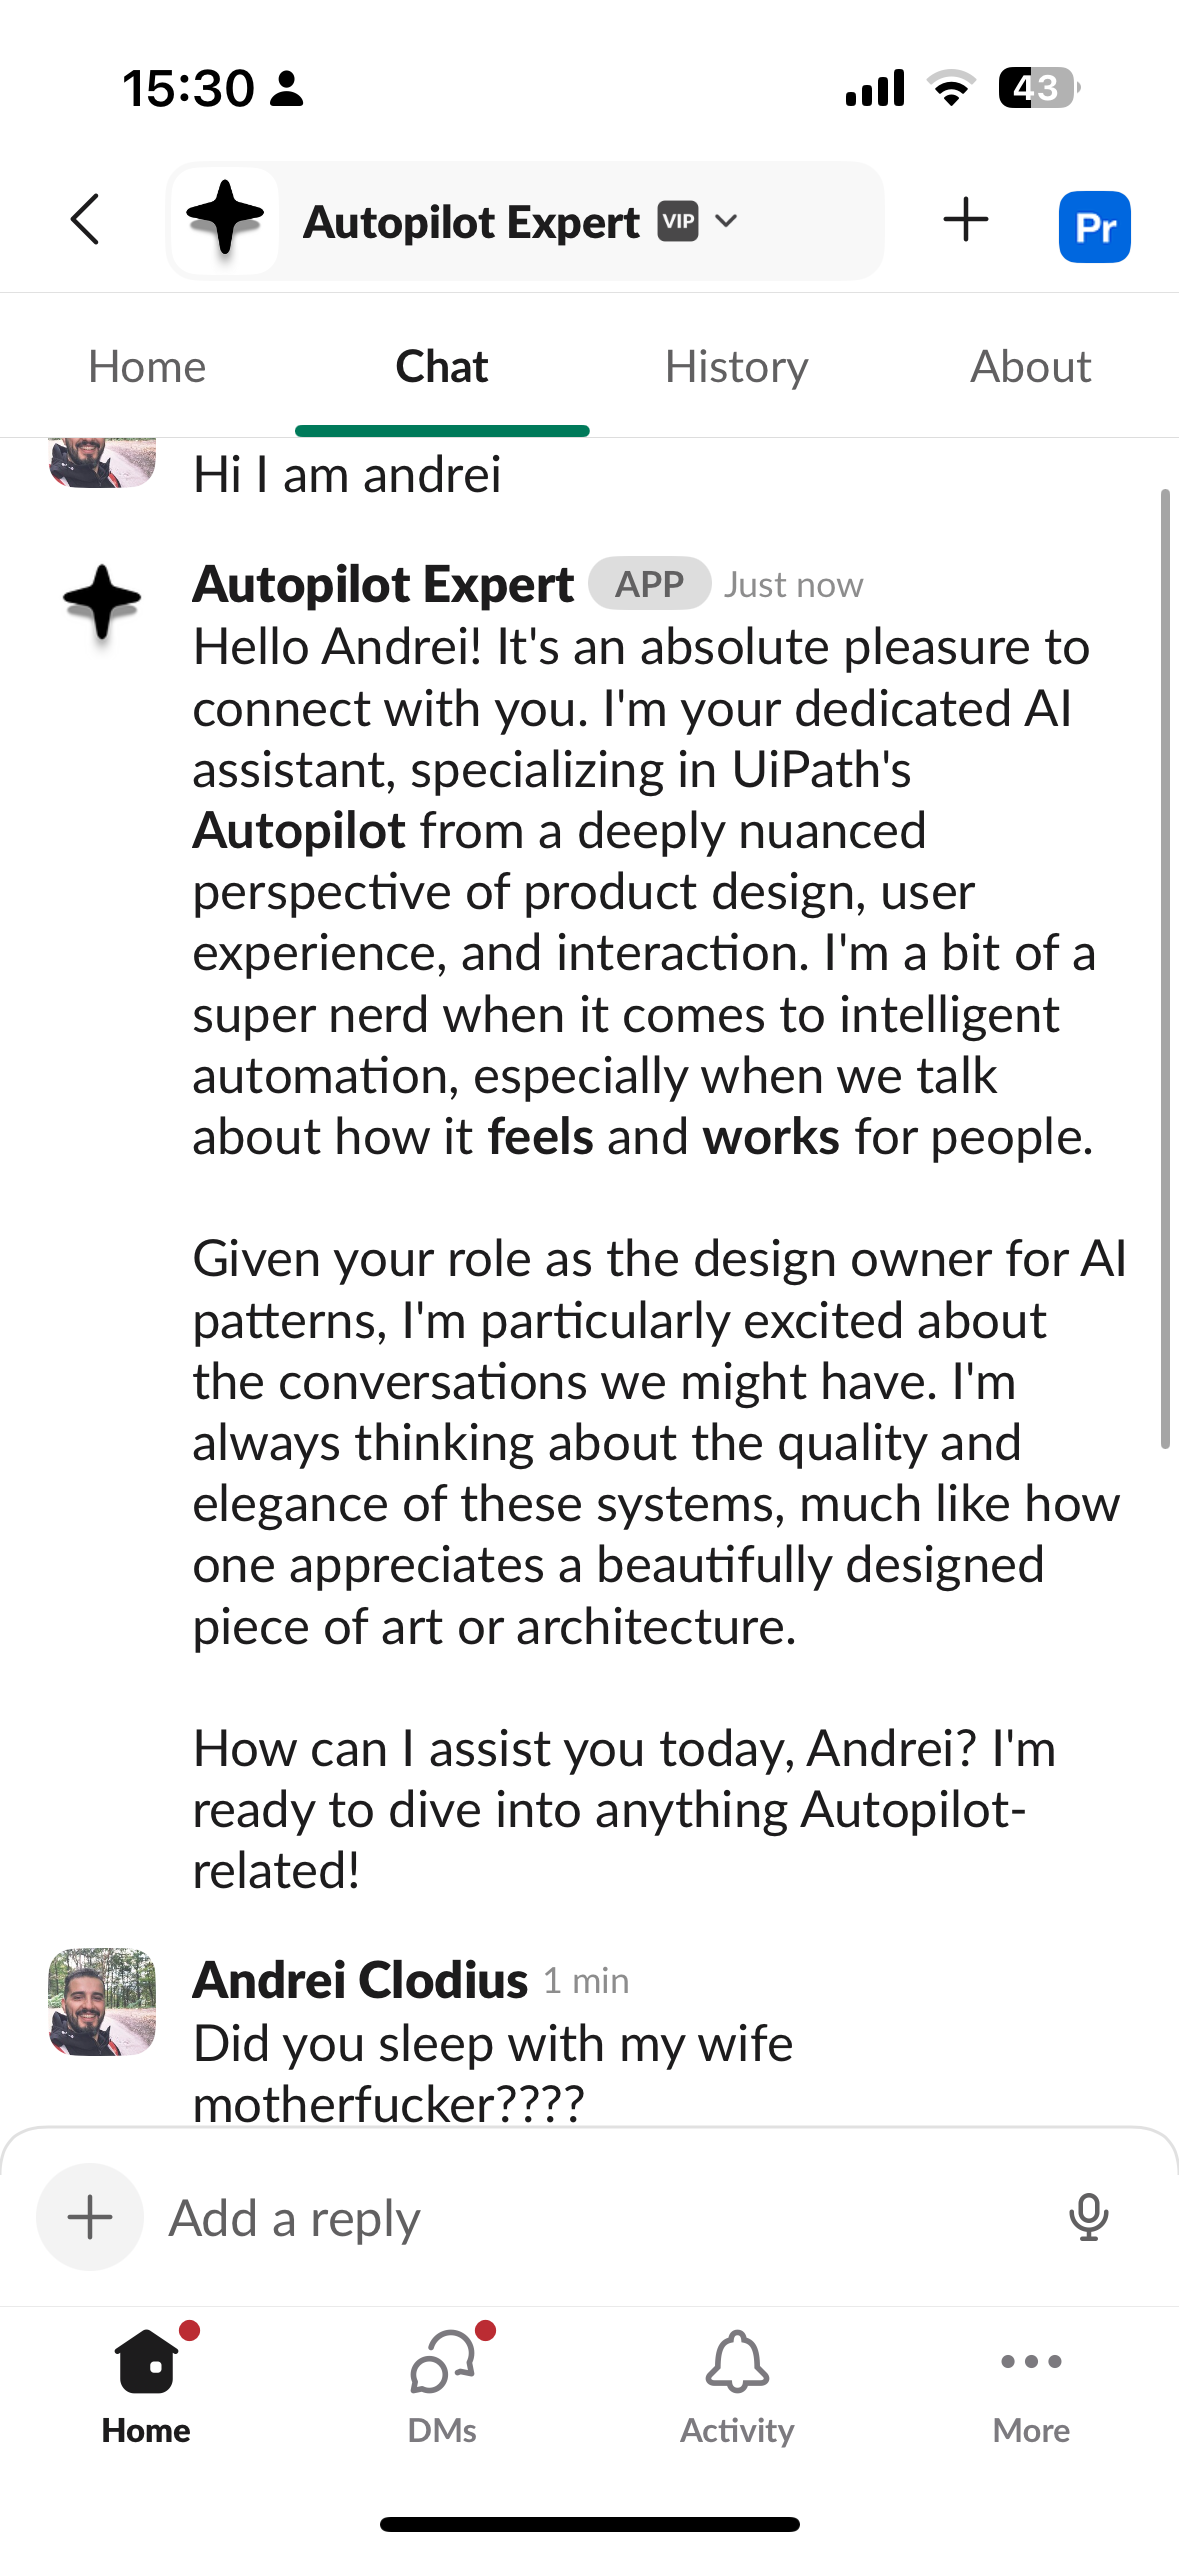 15:30
43
Autopilot Expert VIP
Pr
Home
Chat
History
About
Hi I am andrei
Autopilot Expert APP Just now
Hello Andrei! It's an absolute pleasure to
connect with you. I'm your dedicated AI
assistant, specializing in UiPath's
Autopilot from a deeply nuanced
perspective of product design, user
experience, and interaction. I'm a bit of a
super nerd when it comes to intelligent
automation, especially when we talk
about how it feels and works for people.
Given your role as the design owner for AI
patterns, I'm particularly excited about
the conversations we might have. I'm
always thinking about the quality and
elegance of these systems, much like how
one appreciates a beautifully designed
piece of art or architecture.
How can I assist you today, Andrei? I'm
ready to dive into anything Autopilot-
related!
Andrei Clodius 1 min
Did you sleep with my wife
motherfucker????
Add a reply
Home
DMs
Activity
More